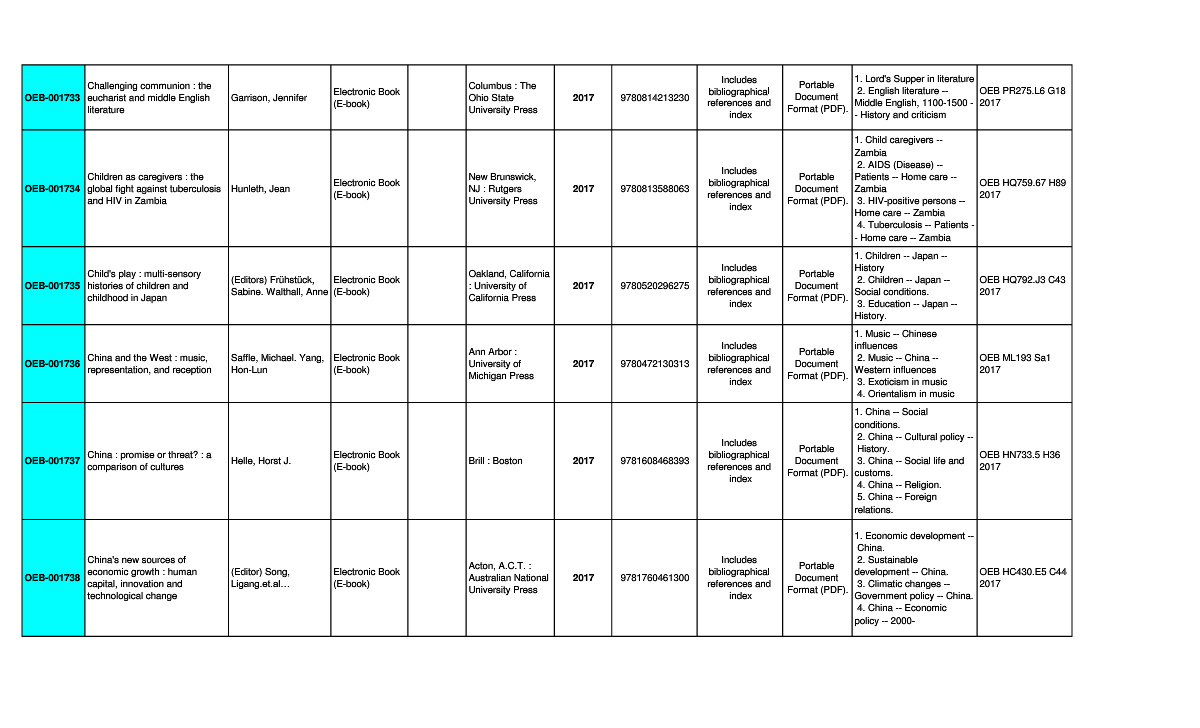 OEB-001733
Challenging communion : the
eucharist and middle English
literature
Garrison, Jennifer
Electronic Book
(E-book)
Columbus : The
Ohio State
University Press
2017
9780814213230
Includes
bibliographical
references and
index
Portable
Document
Format (PDF).
1. Lord's Supper in literature
2. English literature --
Middle English, 1100-1500 -
- History and criticism
OEB PR275.L6 G18
2017
OEB-001734
Children as caregivers : the
global fight against tuberculosis
and HIV in Zambia
Hunleth, Jean
Electronic Book
(E-book)
New Brunswick,
NJ : Rutgers
University Press
2017
9780813588063
Includes
bibliographical
references and
index
Portable
Document
Format (PDF).
1. Child caregivers --
Zambia
2. AIDS (Disease) --
Patients -- Home care --
Zambia
3. HIV-positive persons --
Home care -- Zambia
4. Tuberculosis -- Patients -
- Home care -- Zambia
OEB HQ759.67 H89
2017
OEB-001735
Child's play : multi-sensory
histories of children and
childhood in Japan
(Editors) Frühstück,
Sabine. Walthall, Anne
Electronic Book
(E-book)
Oakland, California
: University of
California Press
2017
9780520296275
Includes
bibliographical
references and
index
Portable
Document
Format (PDF).
1. Children -- Japan --
History
2. Children -- Japan --
Social conditions.
3. Education -- Japan --
History.
OEB HQ792.J3 C43
2017
OEB-001736
China and the West : music,
representation, and reception
Saffle, Michael. Yang,
Hon-Lun
Electronic Book
(E-book)
Ann Arbor :
University of
Michigan Press
2017
9780472130313
Includes
bibliographical
references and
index
Portable
Document
Format (PDF).
1. Music -- Chinese
influences
2. Music -- China --
Western influences
3. Exoticism in music
4. Orientalism in music
OEB ML193 Sa1
2017
OEB-001737
China : promise or threat? : a
comparison of cultures
Helle, Horst J.
Electronic Book
(E-book)
Brill : Boston
2017
9781608468393
Includes
bibliographical
references and
index
Portable
Document
Format (PDF).
1. China -- Social
conditions.
2. China -- Cultural policy --
History.
3. China -- Social life and
customs.
4. China -- Religion.
5. China -- Foreign
relations.
OEB HN733.5 H36
2017
OEB-001738
China's new sources of
economic growth : human
capital, innovation and
technological change
(Editor) Song,
Ligang.et.al...
Electronic Book
(E-book)
Acton, A.C.T. :
Australian National
University Press
2017
9781760461300
Includes
bibliographical
references and
index
Portable
Document
Format (PDF).
1. Economic development --
China.
2. Sustainable
development -- China.
3. Climatic changes --
Government policy -- China.
4. China -- Economic
policy -- 2000-
OEB HC430.E5 C44
2017